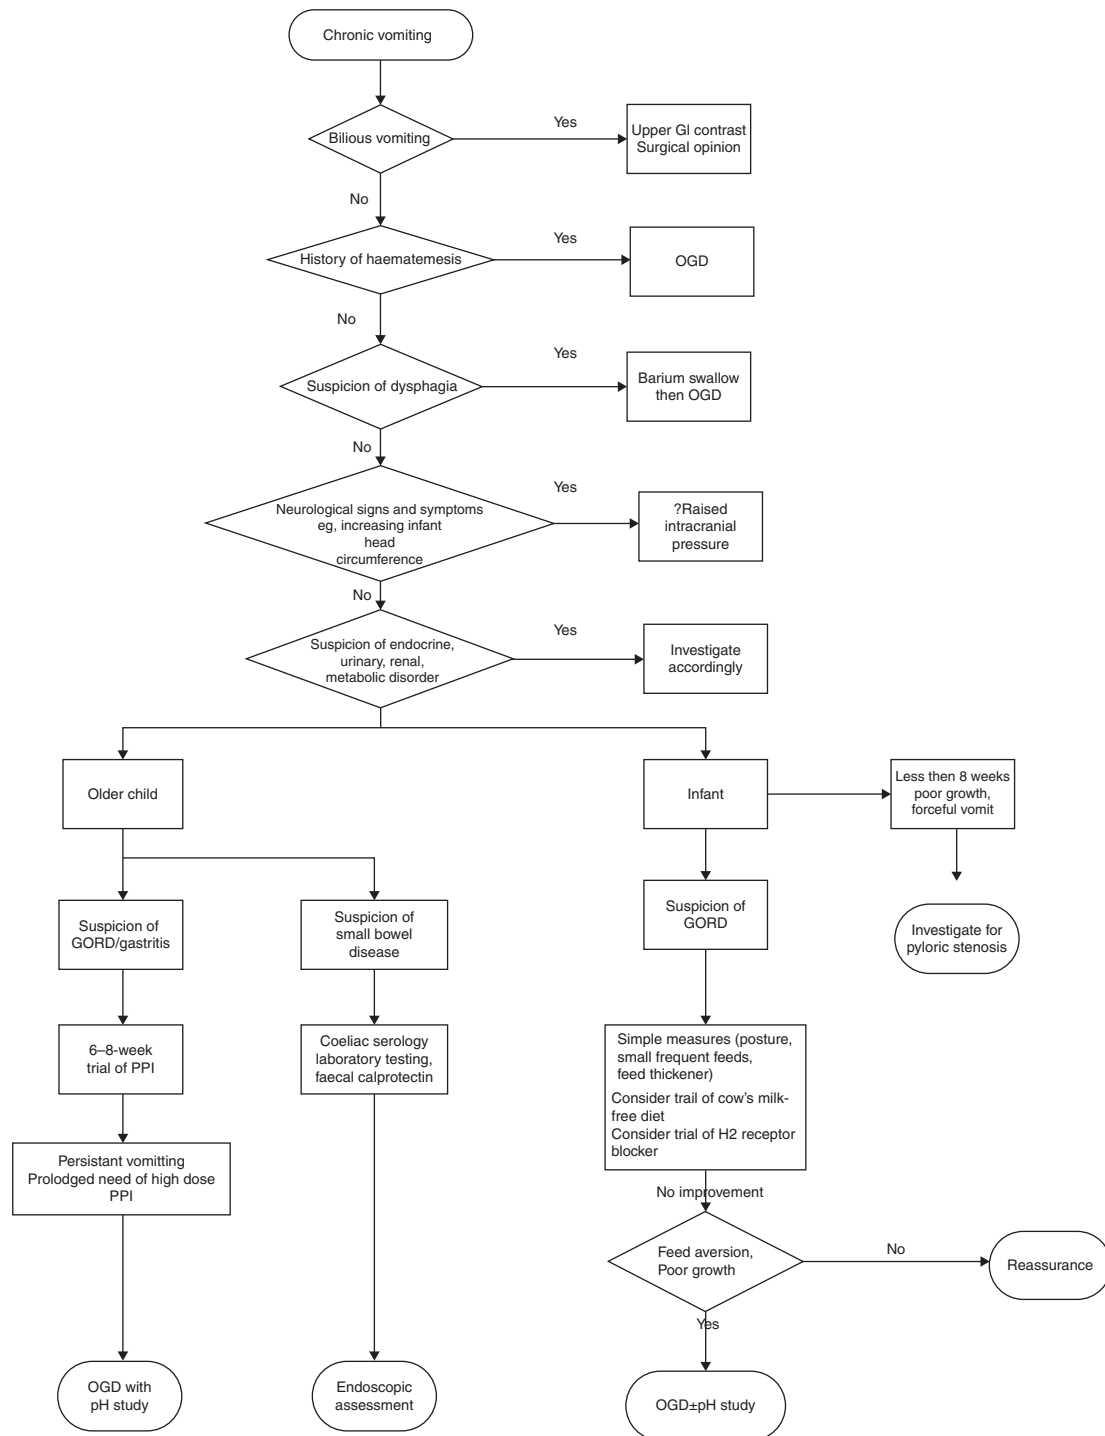 Chronic vomiting
Bilious vomiting
Yes
Upper GI contrast
Surgical opinion
No
History of haematemesis
Yes
OGD
No
Suspicion of dysphagia
Yes
Barium swallow
then OGD
No
Neurological signs and symptoms
eg, increasing infant
head
circumference
Yes
?Raised
intracranial
pressure
No
Suspicion of endocrine,
urinary, renal,
metabolic disorder
Yes
Investigate
accordingly
Older child
Infant
Less then 8 weeks
poor growth,
forceful vomit
Suspicion of
GORD/gastritis
Suspicion of
small bowel
disease
Suspicion of
GORD
Investigate for
pyloric stenosis
6–8-week
trial of PPI
Coeliac serology
laboratory testing,
faecal calprotectin
Simple measures (posture,
small frequent feeds,
feed thickener)
Consider trail of cow's milk-
free diet
Consider trial of H2 receptor
blocker
Persistant vomitting
Prolodged need of high dose
PPI
No improvement
Feed aversion,
Poor growth
No
Reassurance
Yes
OGD with
pH study
Endoscopic
assessment
OGD±pH study